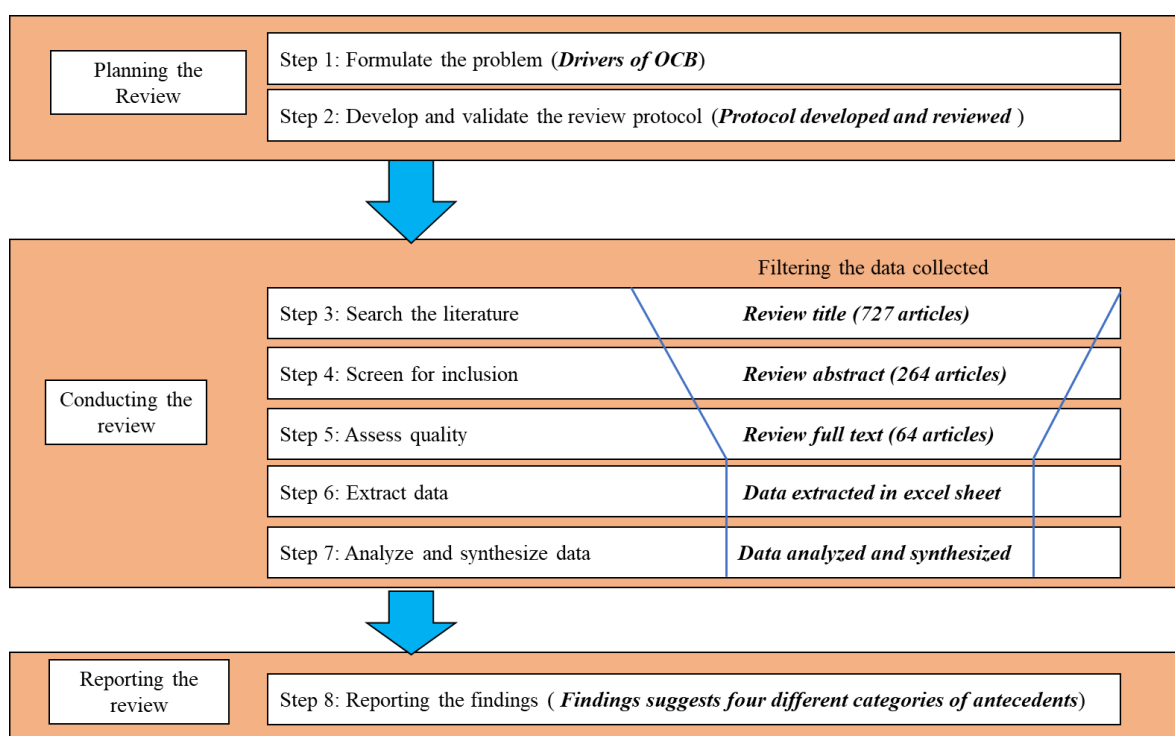 Planning the
Review
Step 1: Formulate the problem (Drivers of OCB)
Step 2: Develop and validate the review protocol (Protocol developed and reviewed )
Filtering the data collected
Conducting the
review
Step 3: Search the literature
Review title (727 articles)
Step 4: Screen for inclusion
Review abstract (264 articles)
Step 5: Assess quality
Review full text (64 articles)
Step 6: Extract data
Data extracted in excel sheet
Step 7: Analyze and synthesize data
Data analyzed and synthesized
Reporting the
review
Step 8: Reporting the findings ( Findings suggests four different categories of antecedents)